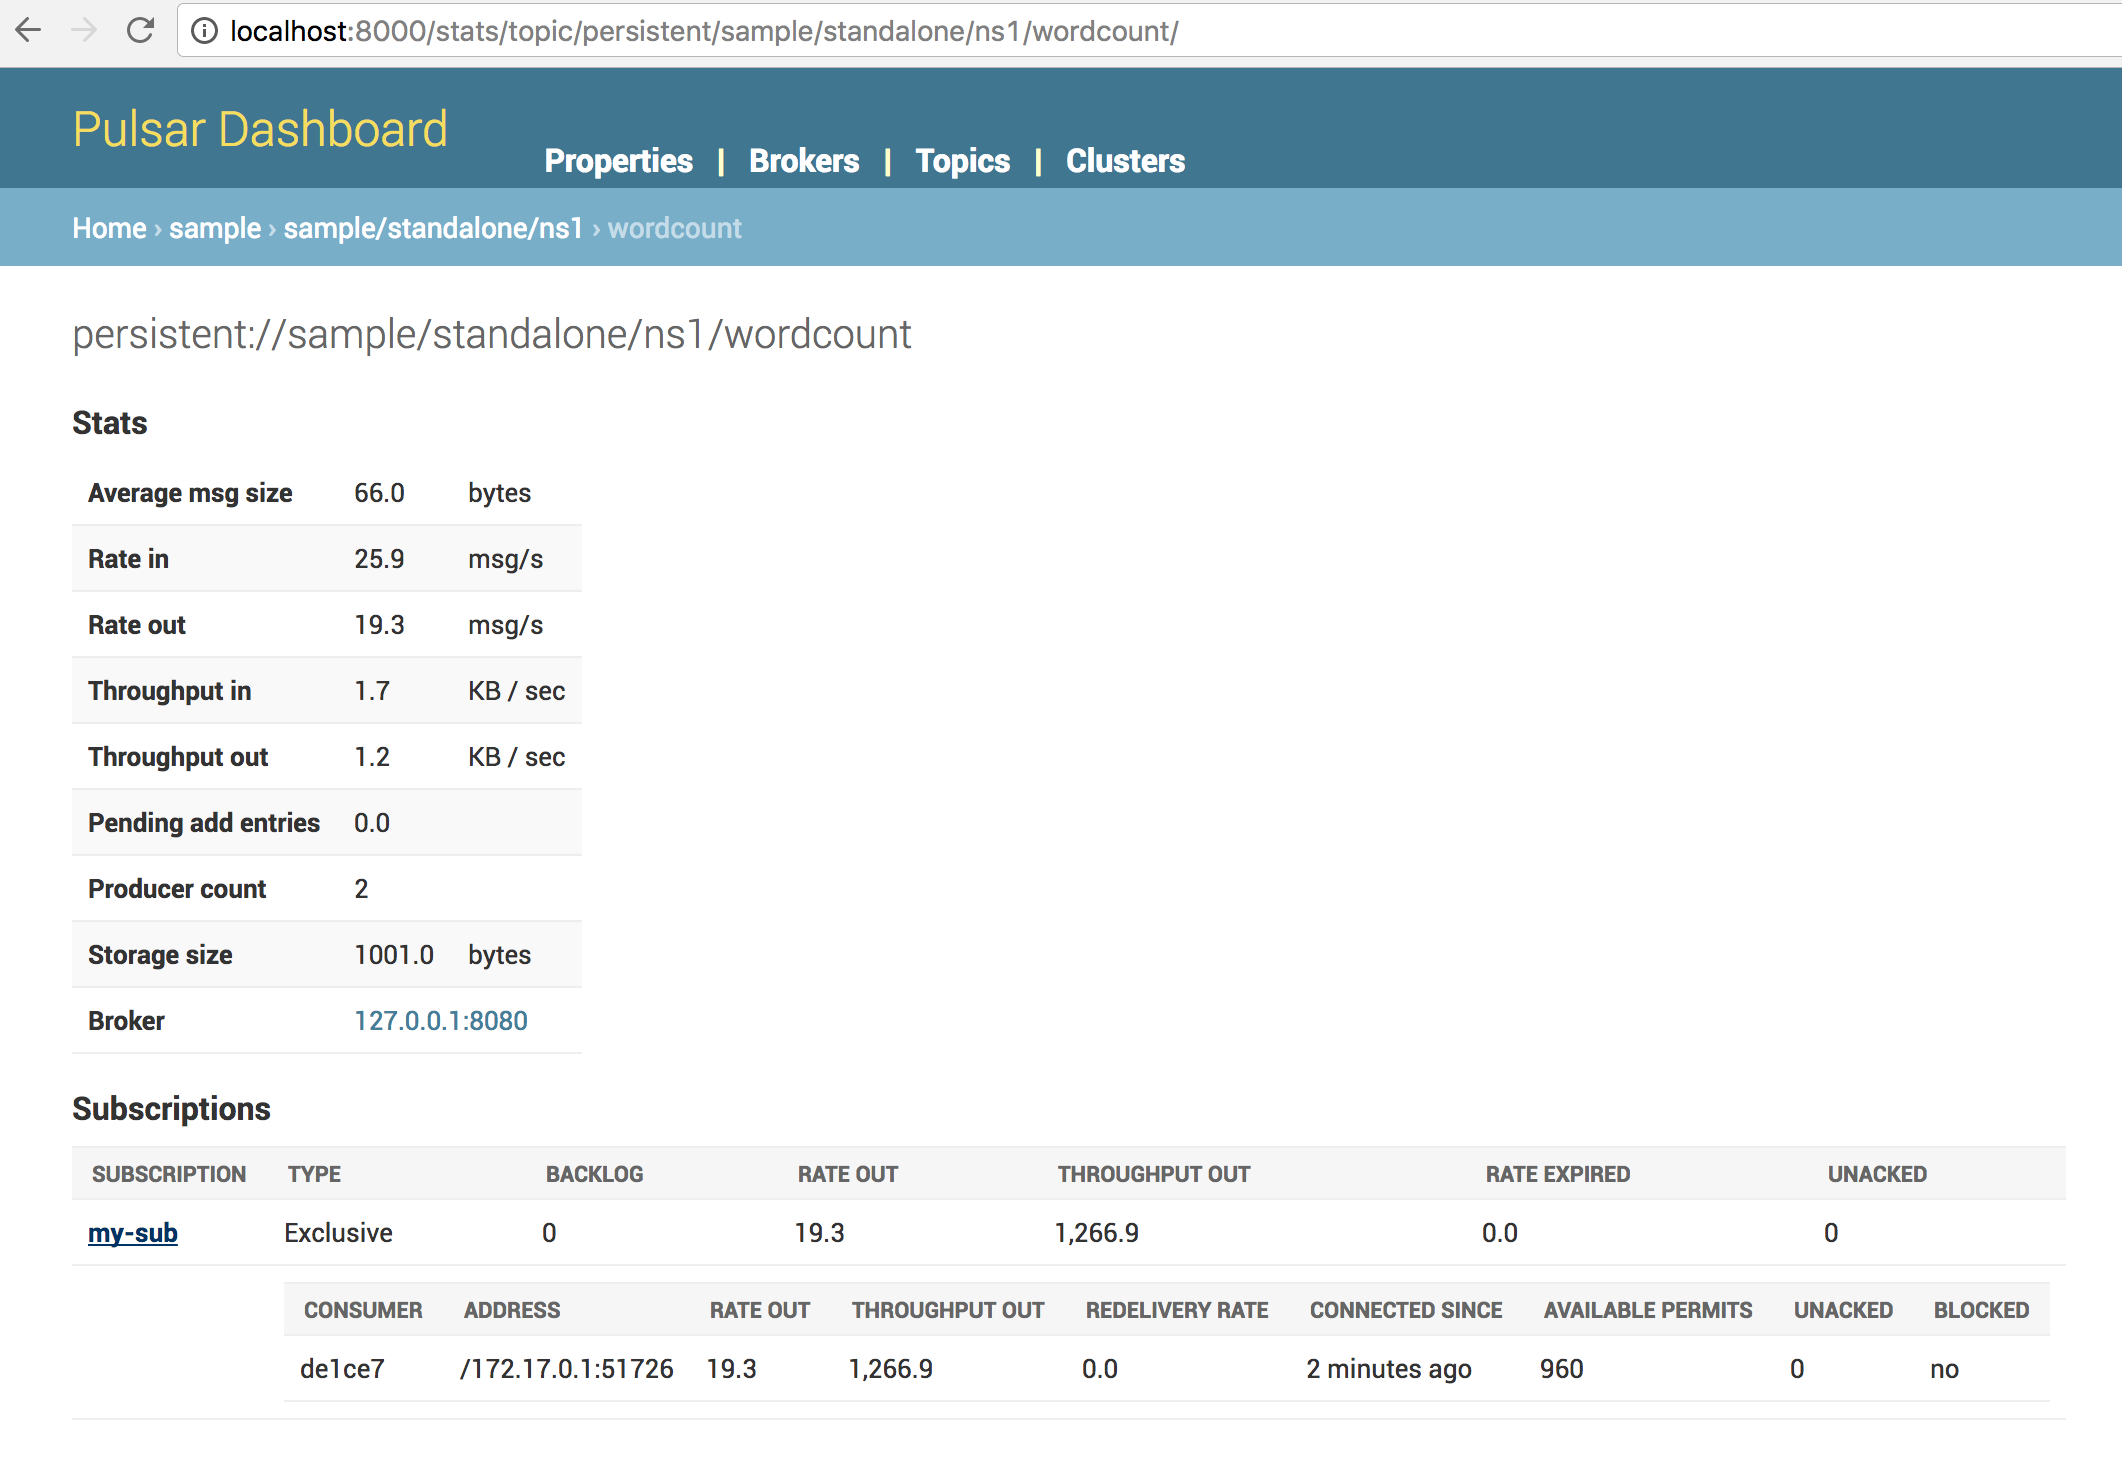 localhost:8000/stats/topic/persistent/sample/standalone/ns1/wordcount/
Pulsar Dashboard
Properties | Brokers | Topics | Clusters
Home › sample › sample/standalone/ns1 › wordcount
persistent://sample/standalone/ns1/wordcount
Stats
Average msg size 66.0 bytes
Rate in 25.9 msg/s
Rate out 19.3 msg/s
Throughput in 1.7 KB / sec
Throughput out 1.2 KB / sec
Pending add entries 0.0
Producer count 2
Storage size 1001.0 bytes
Broker 127.0.0.1:8080
Subscriptions
SUBSCRIPTION TYPE BACKLOG RATE OUT THROUGHPUT OUT RATE EXPIRED UNACKED
my-sub Exclusive 0 19.3 1,266.9 0.0 0
CONSUMER ADDRESS RATE OUT THROUGHPUT OUT REDELIVERY RATE CONNECTED SINCE AVAILABLE PERMITS UNACKED BLOCKED
de1ce7 /172.17.0.1:51726 19.3 1,266.9 0.0 2 minutes ago 960 0 no